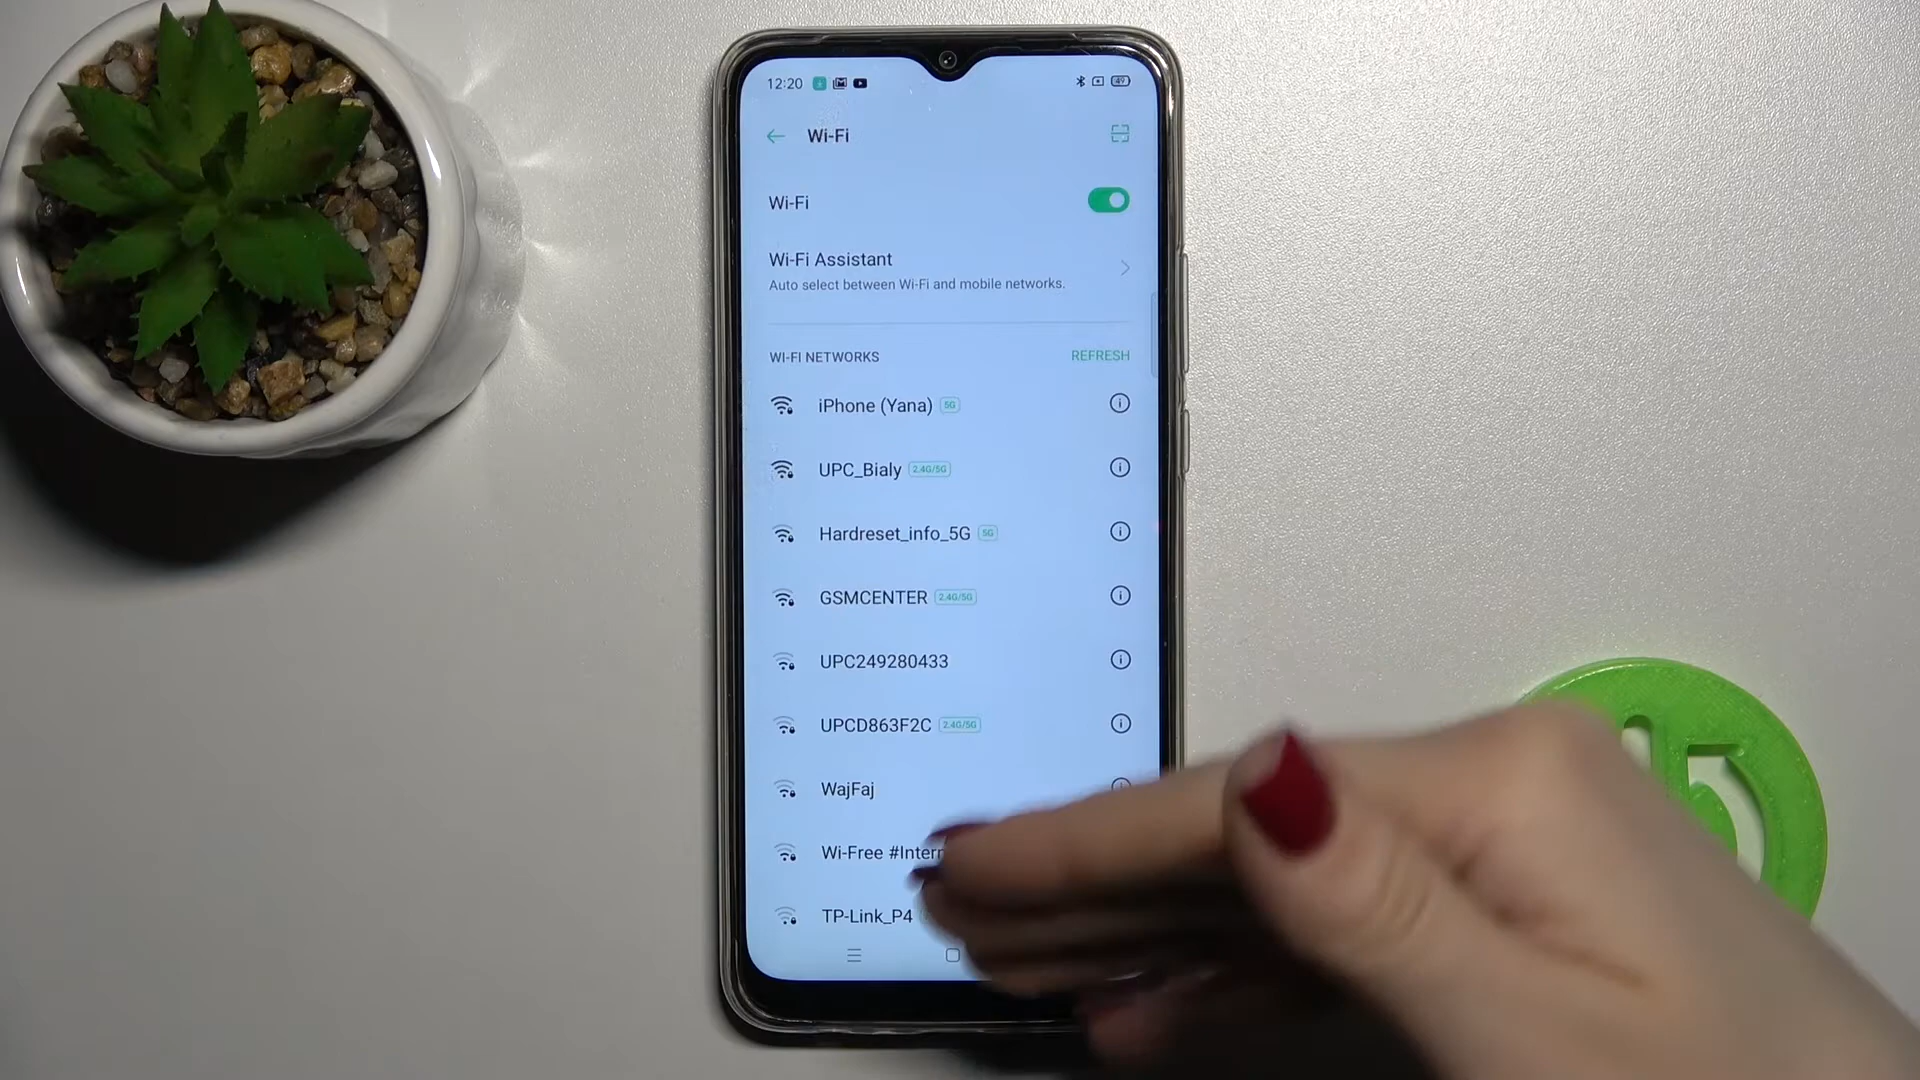 12:20
Wi-Fi
Wi-Fi
Wi-Fi Assistant
Auto select between Wi-Fi and mobile networks.
WI-FI NETWORKS REFRESH
iPhone (Yana) 5G
UPC_Bialy 2.4G/5G
Hardreset_info_5G 5G
GSMCENTER 2.4G/5G
UPC249280433
UPCD863F2C 2.4G/5G
WajFaj
Wi-Free
TP-Link_P4